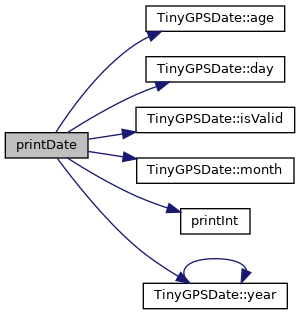 TinyGPSDate::age
TinyGPSDate::day
TinyGPSDate::isValid
printDate
TinyGPSDate::month
printInt
TinyGPSDate::year